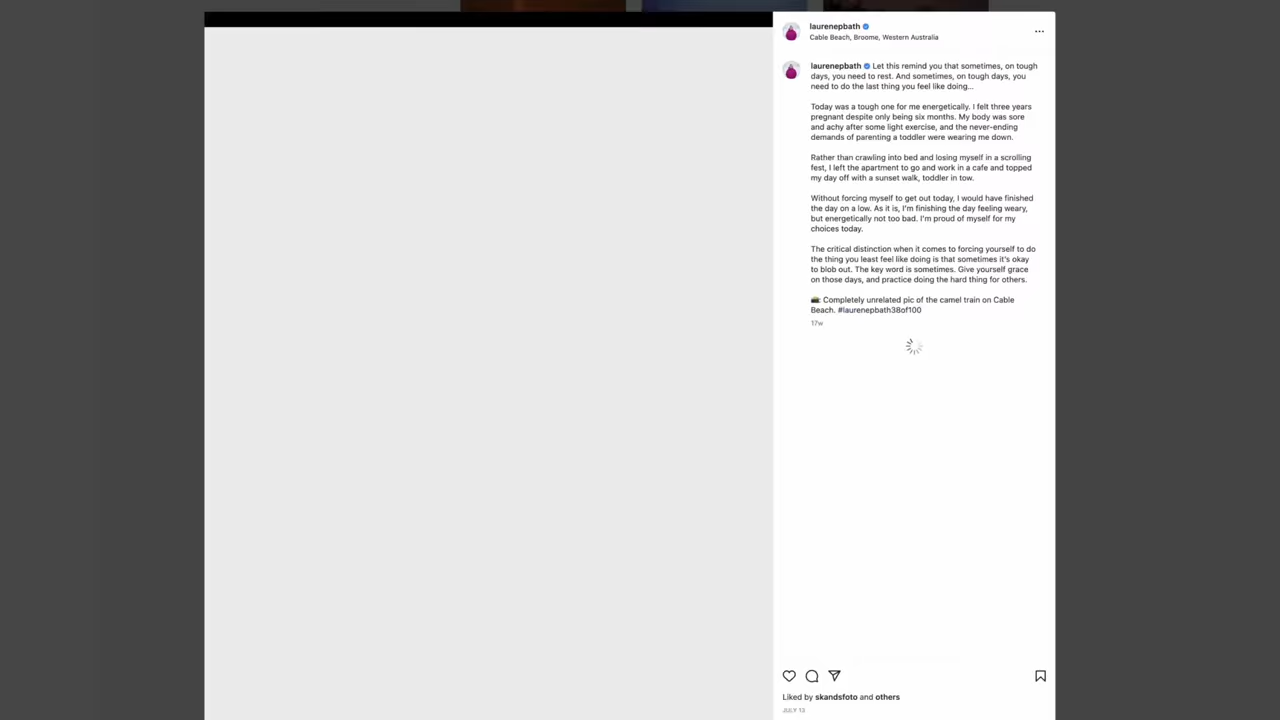 laurenepbath
Cable Beach, Broome, Western Australia
laurenepbath Let this remind you that sometimes, on tough
days, you need to rest. And sometimes, on tough days, you
need to do the last thing you feel like doing...
Today was a tough one for me energetically. I felt three years
pregnant despite only being six months. My body was sore
and achy after some light exercise, and the never-ending
demands of parenting a toddler were wearing me down.
Rather than crawling into bed and losing myself in a scrolling
fest, I left the apartment to go and work in a cafe and topped
my day off with a sunset walk, toddler in tow.
Without forcing myself to get out today, I would have finished
the day on a low. As it is, I'm finishing the day feeling weary,
but energetically not too bad. I'm proud of myself for my
choices today.
The critical distinction when it comes to forcing yourself to do
the thing you least feel like doing is that sometimes it's okay
to blob out. The key word is sometimes. Give yourself grace
on those days, and practice doing the hard thing for others.
📸: Completely unrelated pic of the camel train on Cable
Beach. #laurenepbath38of100
17w
Liked by skandsfoto and others
JULY 13